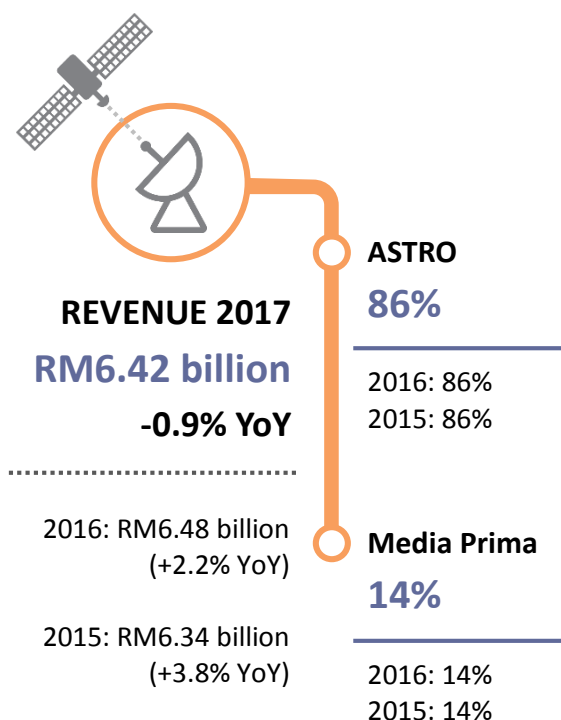 REVENUE 2017
RM6.42 billion
-0.9% YoY
2016: RM6.48 billion
(+2.2% YoY)
2015: RM6.34 billion
(+3.8% YoY)
ASTRO
86%
2016: 86%
2015: 86%
Media Prima
14%
2016: 14%
2015: 14%